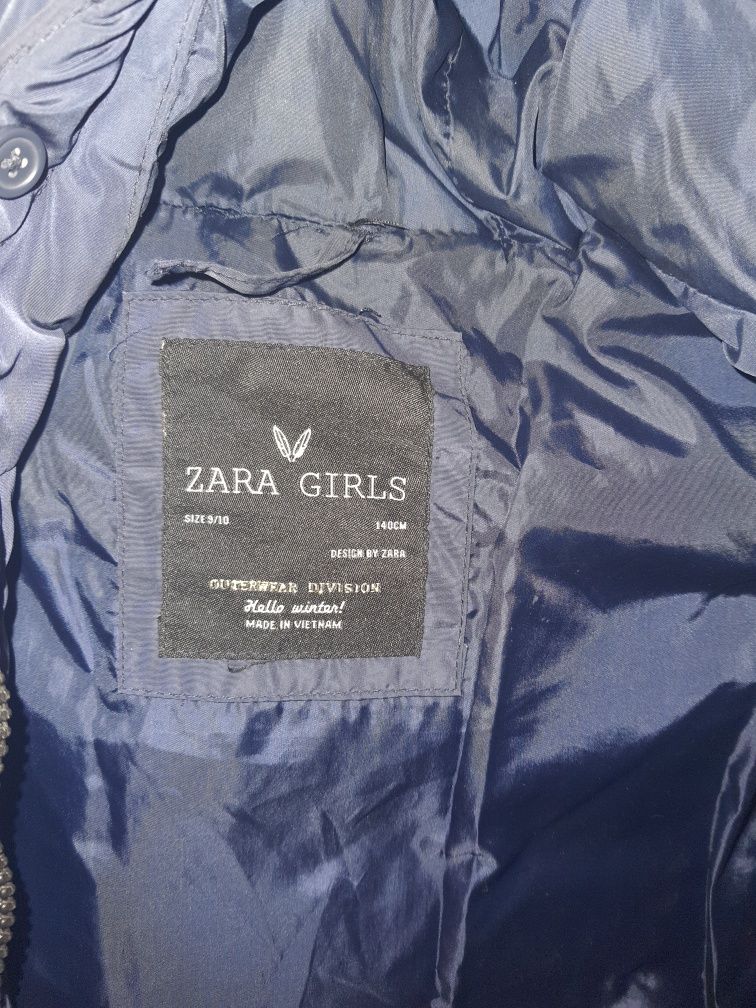 ZARA GIRLS
SIZE 9/10 140CM
DESIGN BY ZARA
OUTERWEAR DIVISION
Hello winter!
MADE IN VIETNAM